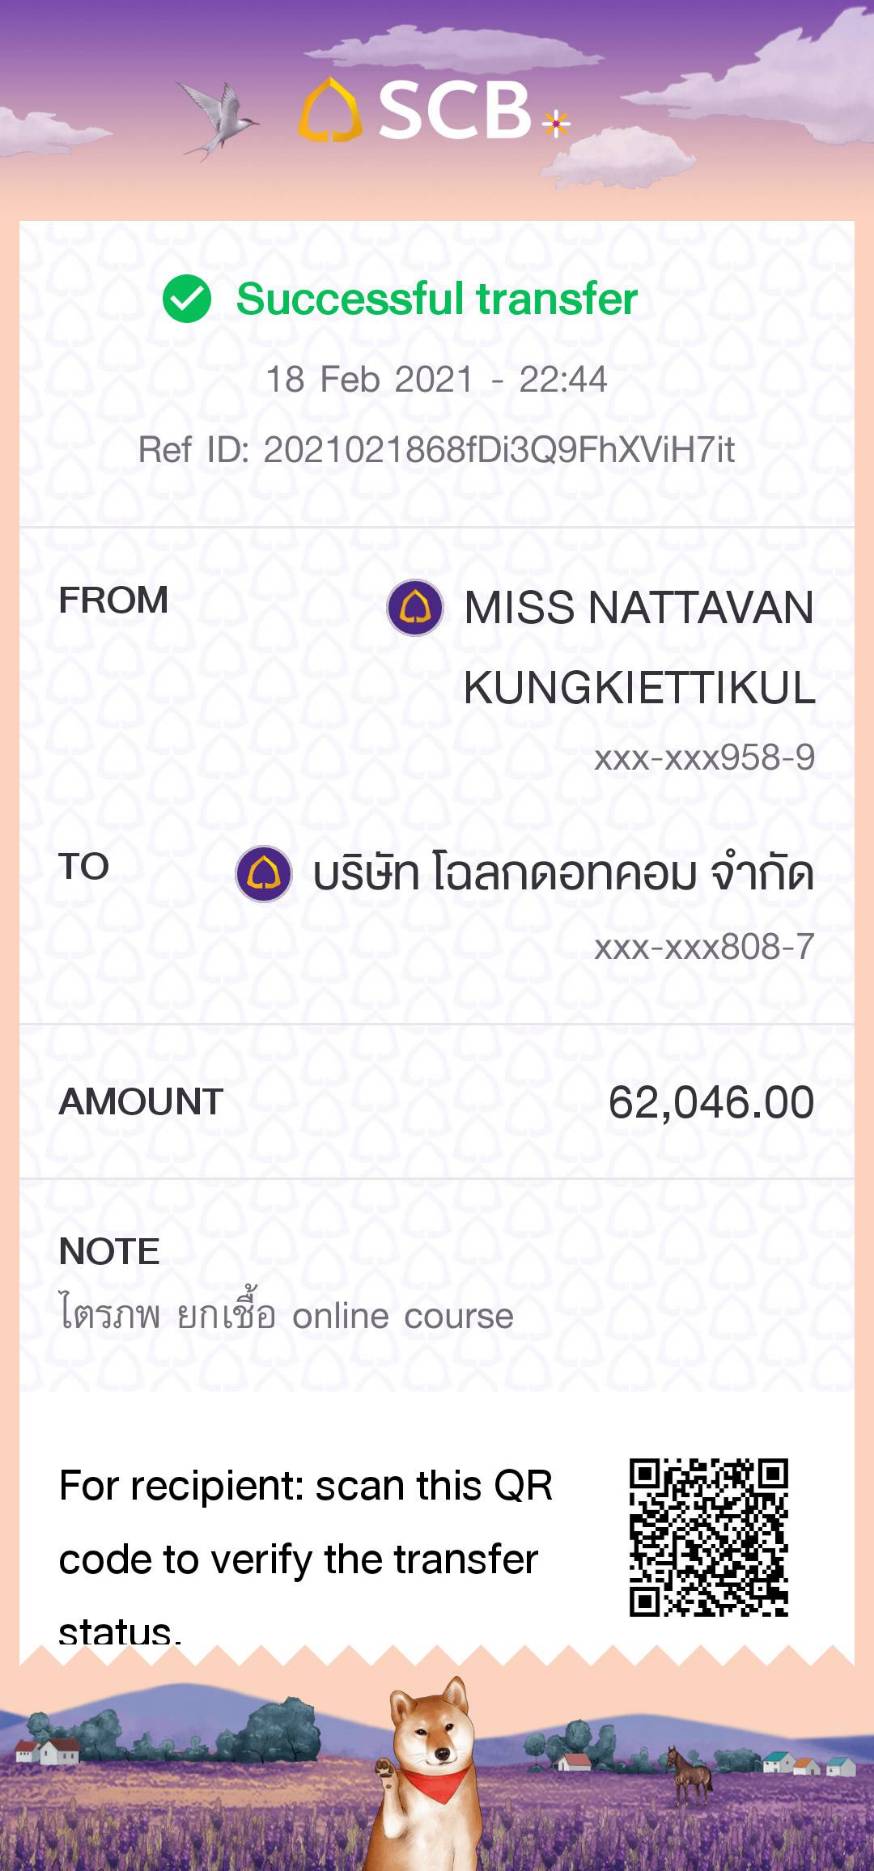 SCB
Successful transfer
18 Feb 2021 - 22:44
Ref ID: 2021021868fDi3Q9FhXViH7it
FROM
MISS NATTAVAN
KUNGKIETTIKUL
xxx-xxx958-9
TO
บริษัท โฉลกดอทคอม จำกัด
xxx-xxx808-7
AMOUNT
62,046.00
NOTE
ไตรภพ ยกเชื้อ online course
For recipient: scan this QR
code to verify the transfer
status.